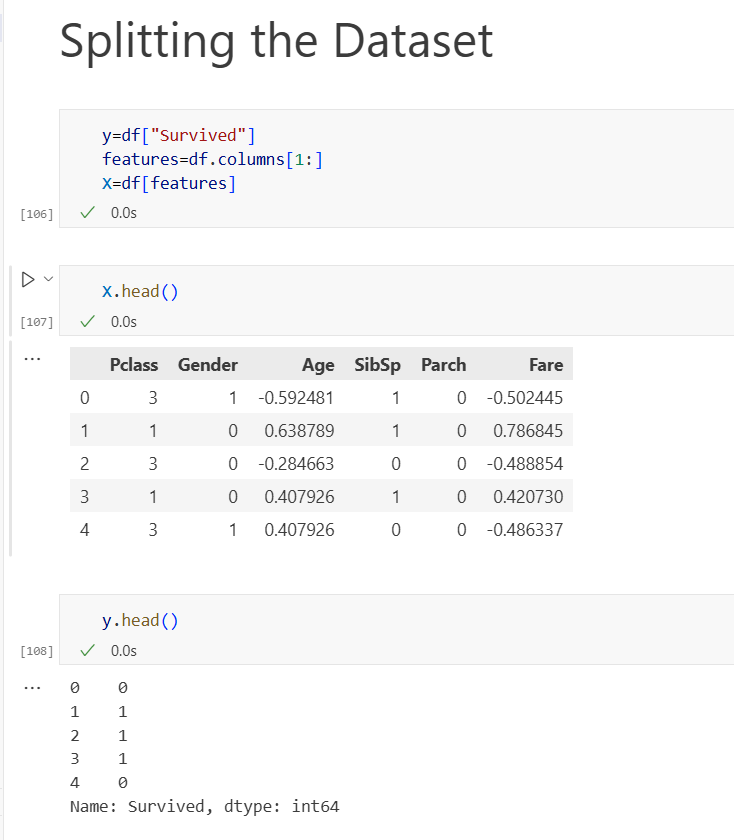 Splitting the Dataset
y=df["Survived"]
features=df.columns[1:]
X=df[features]
[106] 0.0s
X.head()
[107] 0.0s
...
Pclass Gender Age SibSp Parch Fare
0 3 1 -0.592481 1 0 -0.502445
1 1 0 0.638789 1 0 0.786845
2 3 0 -0.284663 0 0 -0.488854
3 1 0 0.407926 1 0 0.420730
4 3 1 0.407926 0 0 -0.486337
y.head()
[108] 0.0s
...
0 0
1 1
2 1
3 1
4 0
Name: Survived, dtype: int64